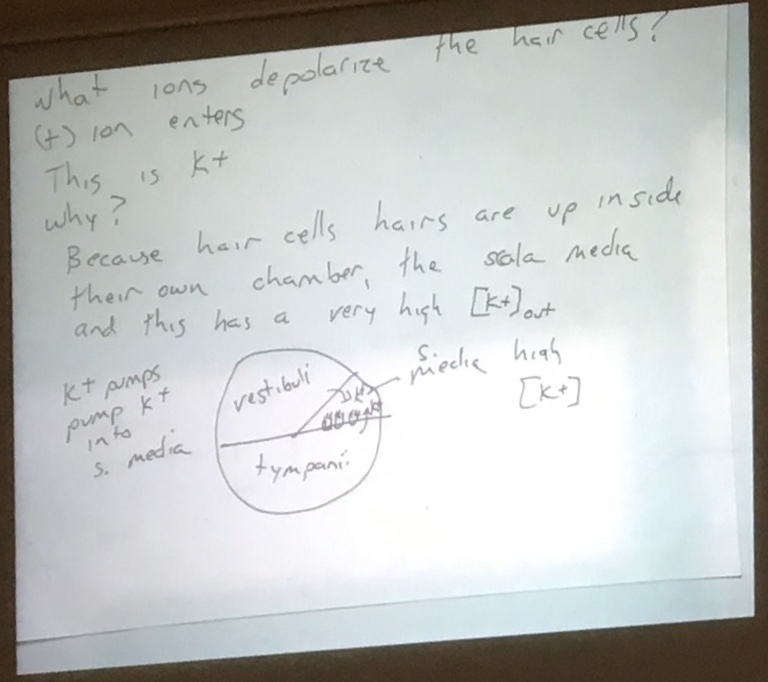 what ions depolarize the hair cells?
(+) ion enters
This is K+
why?
Because hair cells hairs are up inside
their own chamber, the scala media
and this has a very high [K+]out
K+ pumps
pump K+
into
s. media
vestibuli
tympani
s. media high
[K+]